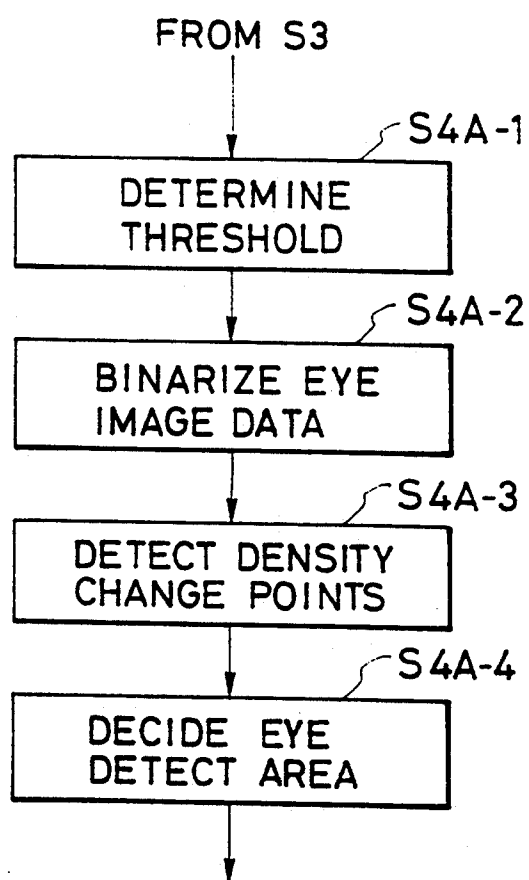 FROM S3
S4A-1
DETERMINE
THRESHOLD
S4A-2
BINARIZE EYE
IMAGE DATA
S4A-3
DETECT DENSITY
CHANGE POINTS
S4A-4
DECIDE EYE
DETECT AREA